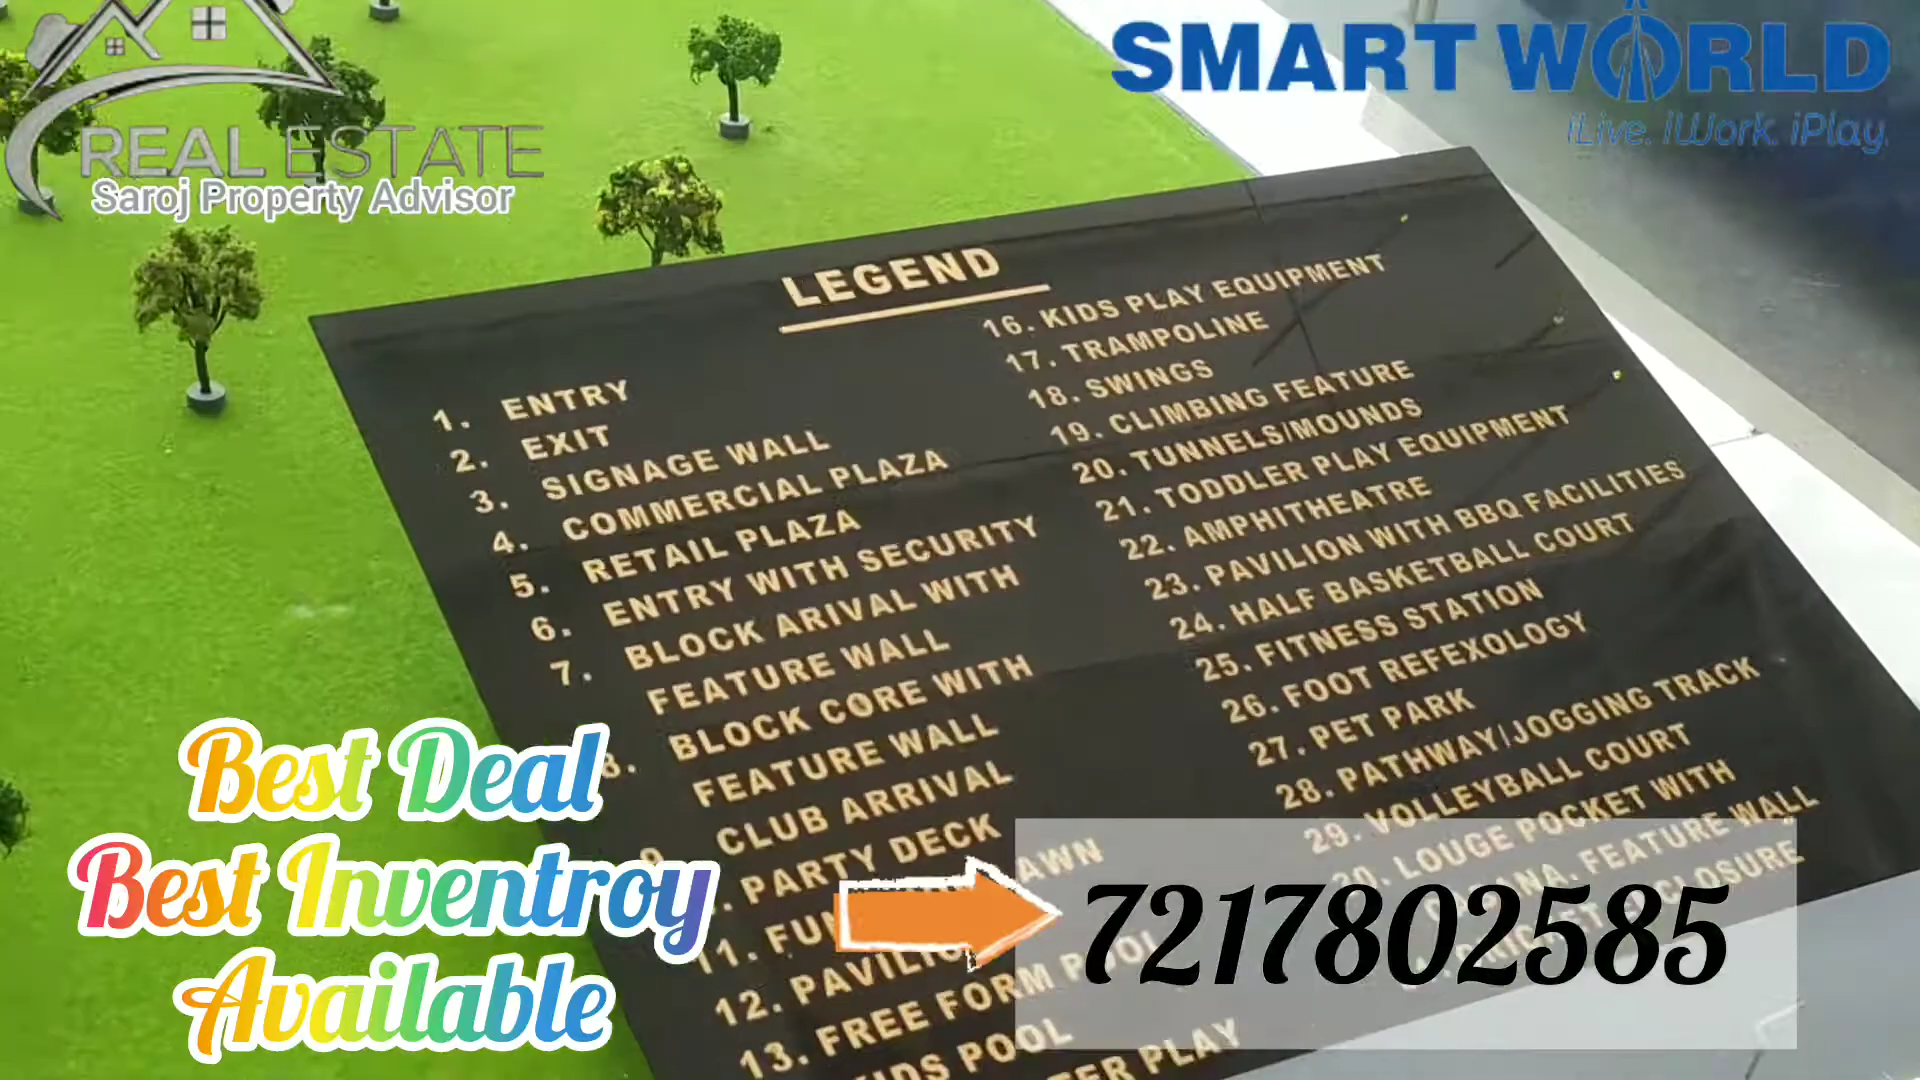 REAL ESTATE
Saroj Property Advisor
SMART WORLD
iLive. iWork. iPlay.
LEGEND
1. ENTRY
2. EXIT
3. SIGNAGE WALL
4. COMMERCIAL PLAZA
5. RETAIL PLAZA
6. ENTRY WITH SECURITY
7. BLOCK ARIVAL WITH
FEATURE WALL
8. BLOCK CORE WITH
FEATURE WALL
9. CLUB ARRIVAL
PARTY DECK
11.
12.
13. FREE FORM POOL
KIDS POOL
PLAY
16. KIDS PLAY EQUIPMENT
17. TRAMPOLINE
18. SWINGS
19. CLIMBING FEATURE
20. TUNNELS/MOUNDS
21. TODDLER PLAY EQUIPMENT
22. AMPHITHEATRE
23. PAVILION WITH BBQ FACILITIES
24. HALF BASKETBALL COURT
25. FITNESS STATION
26. FOOT REFEXOLOGY
27. PET PARK
28. PATHWAY/JOGGING TRACK
29. VOLLEYBALL COURT
30. LOUGE POCKET WITH
FEATURE WALL
Best Deal
Best Inventroy
Available
7217802585